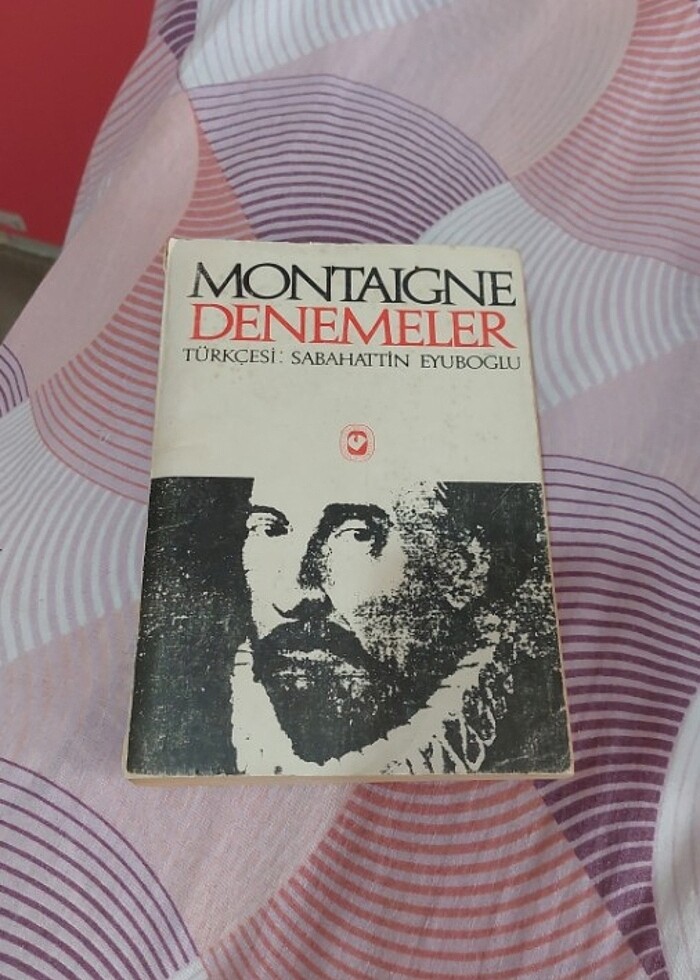 MONTAIGNE
DENEMELER
TÜRKÇESİ: SABAHATTİN EYUBOĞLU